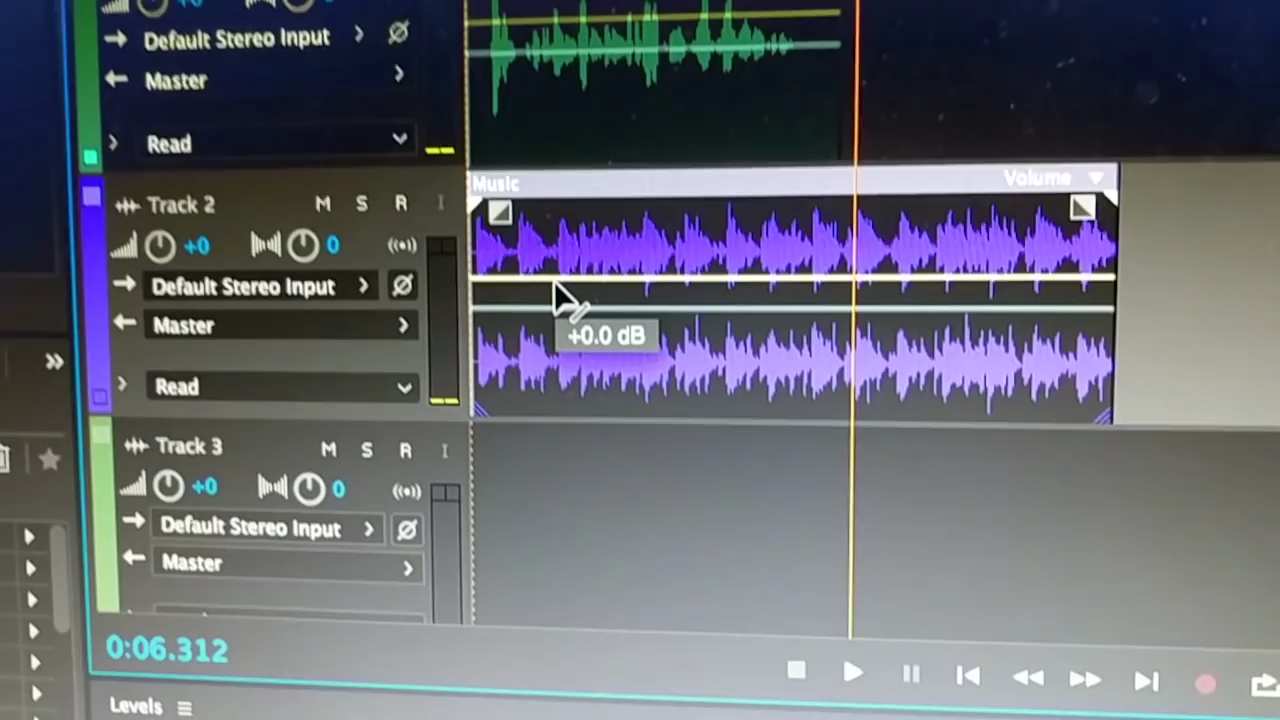 +0
Default Stereo Input
Master
Read
Music
Volume
Track 2
M S R I
+0
0
Default Stereo Input
Master
+0.0 dB
Read
Track 3
M S R I
+0
0
Default Stereo Input
Master
0:06.312
Levels